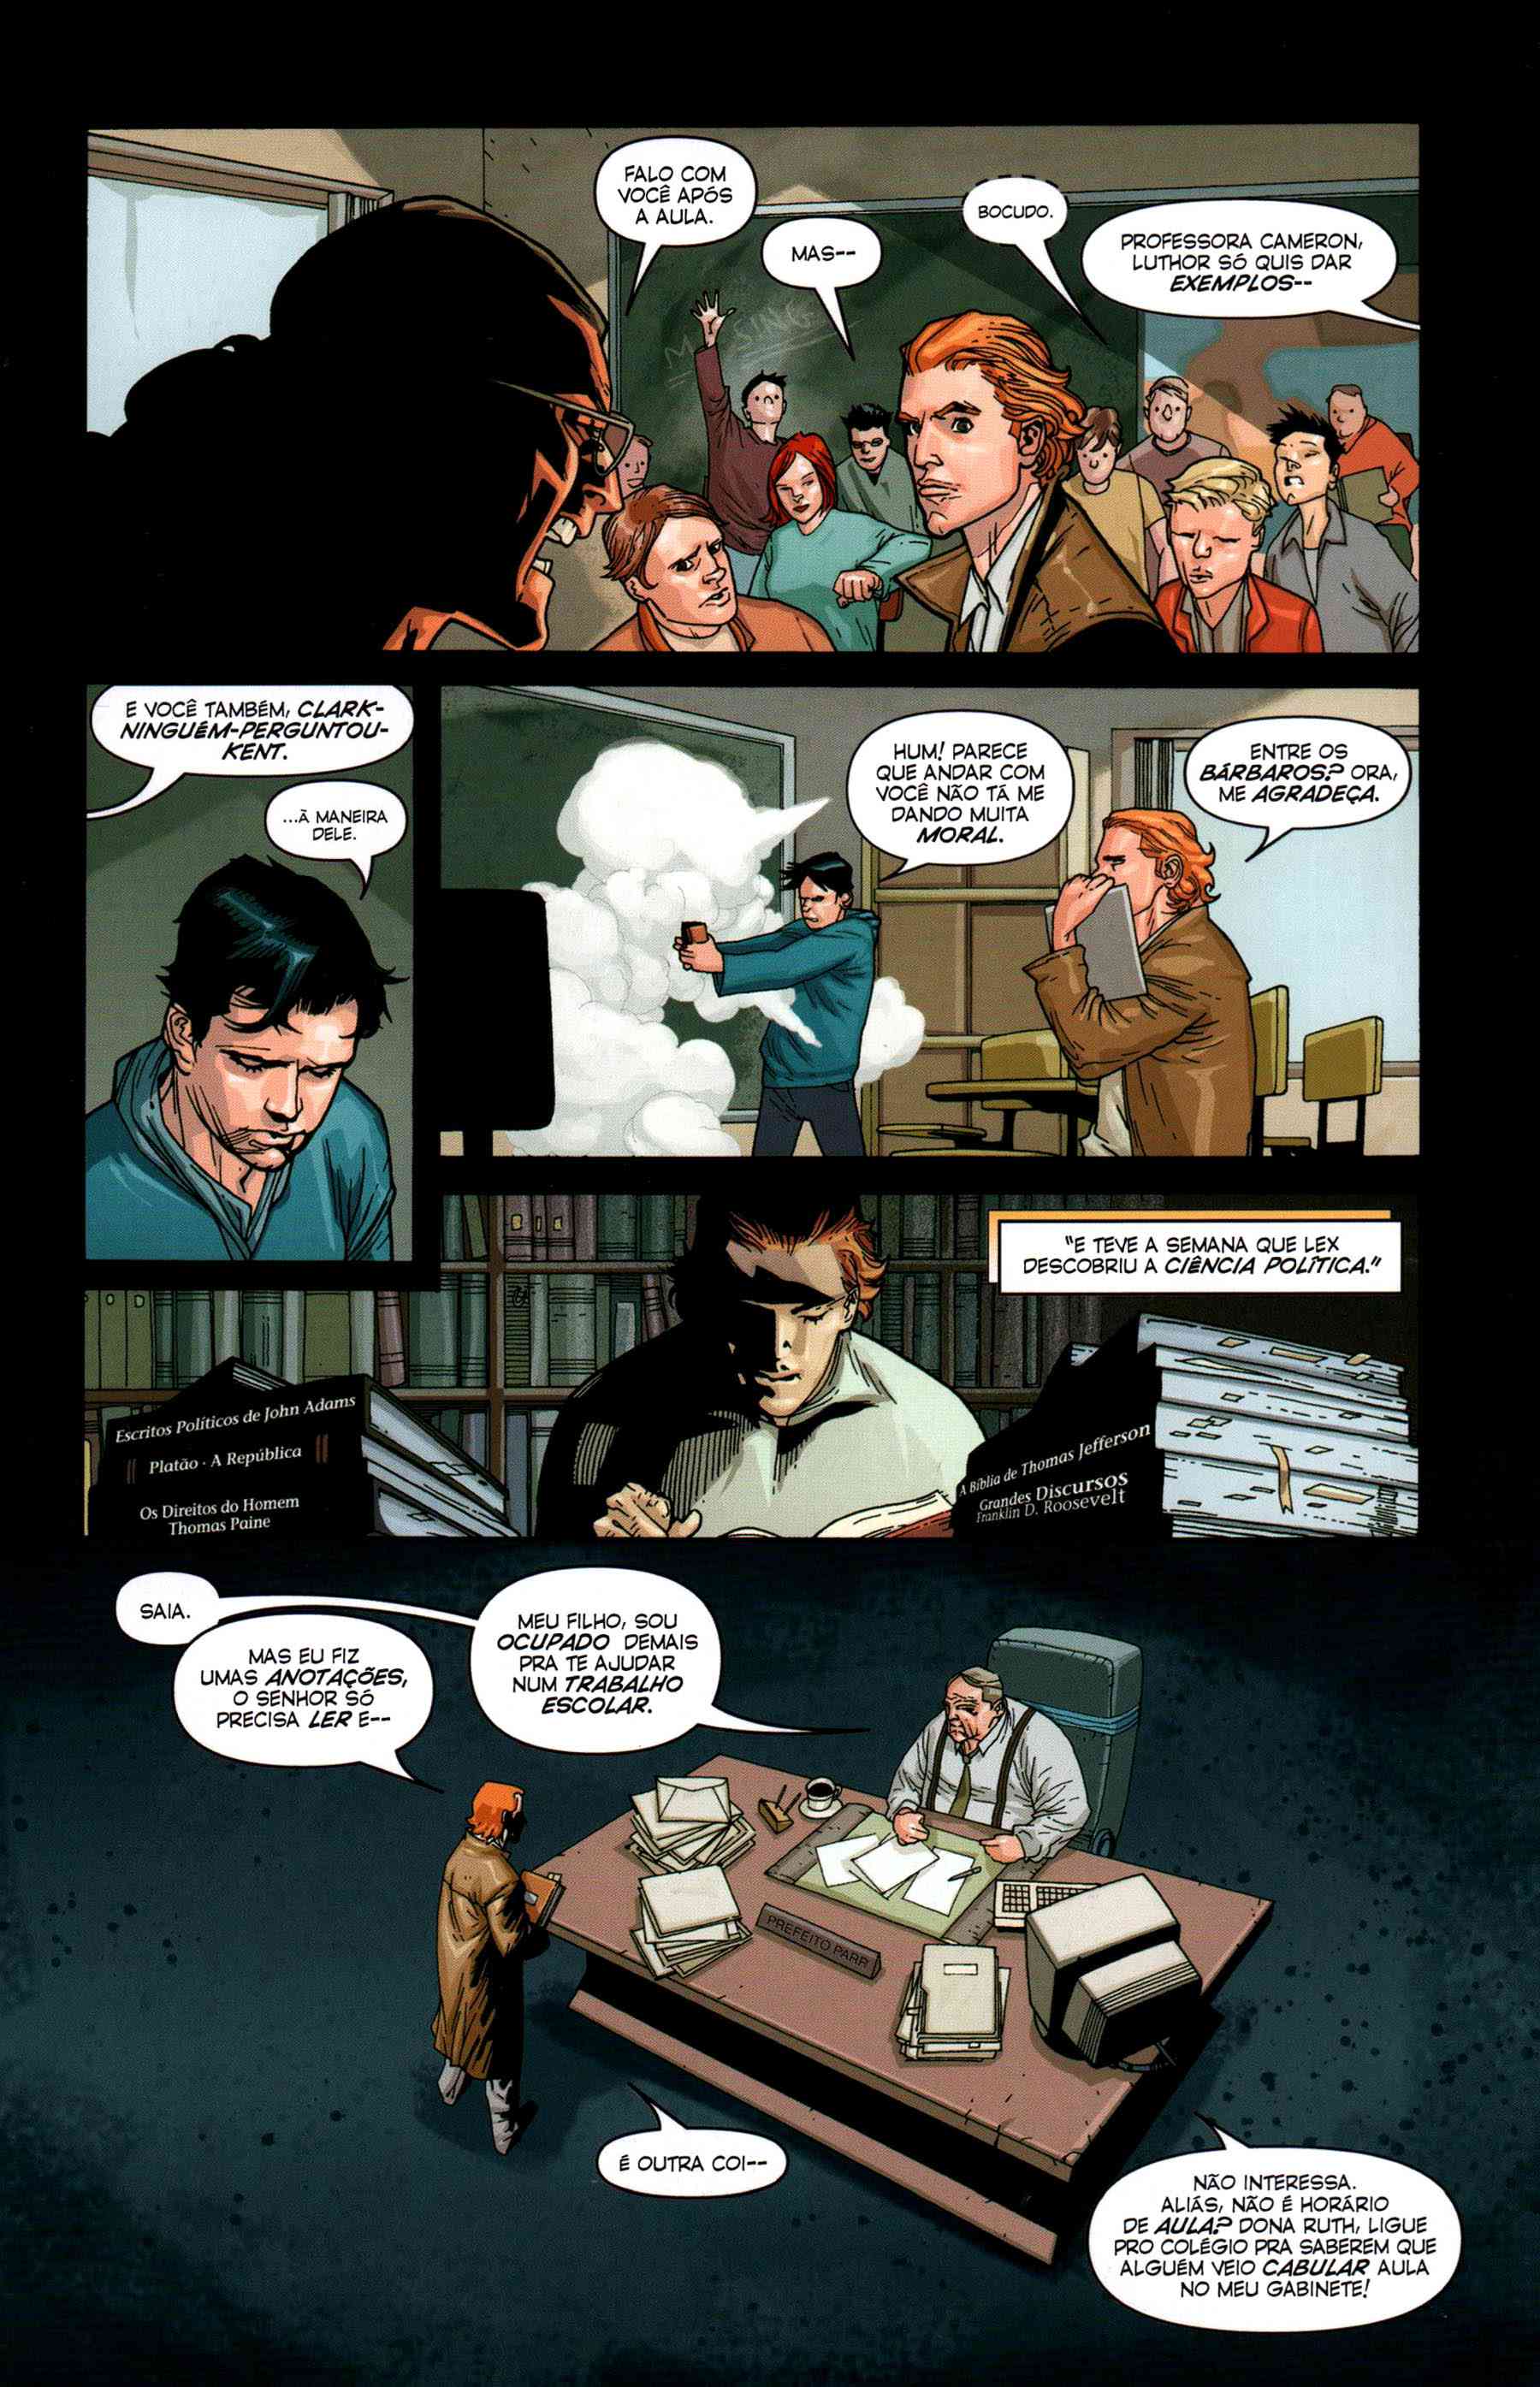 FALO COM
VOCÊ APÓS
A AULA.
MAS--
BOCUDO.
PROFESSORA CAMERON,
LUTHOR SÓ QUIS DAR
EXEMPLOS--
E VOCÊ TAMBÉM, CLARK-
NINGUÉM-PERGUNTOU-
KENT.
...À MANEIRA
DELE.
HUM! PARECE
QUE ANDAR COM
VOCÊ NÃO TÁ ME
DANDO MUITA
MORAL.
ENTRE OS
BÁRBAROS? ORA,
ME AGRADEÇA.
"E TEVE A SEMANA QUE LEX
DESCOBRIU A CIÊNCIA POLÍTICA."
Escritos Políticos de John Adams
Platão · A República
Os Direitos do Homem
Thomas Paine
A Bíblia de Thomas Jefferson
Grandes Discursos
Franklin D. Roosevelt
SAIA.
MAS EU FIZ
UMAS ANOTAÇÕES,
O SENHOR SÓ
PRECISA LER E--
MEU FILHO, SOU
OCUPADO DEMAIS
PRA TE AJUDAR
NUM TRABALHO
ESCOLAR.
PREFEITO PARR
É OUTRA COI--
NÃO INTERESSA.
ALIÁS, NÃO É HORÁRIO
DE AULA? DONA RUTH, LIGUE
PRO COLÉGIO PRA SABEREM QUE
ALGUÉM VEIO CABULAR AULA
NO MEU GABINETE!